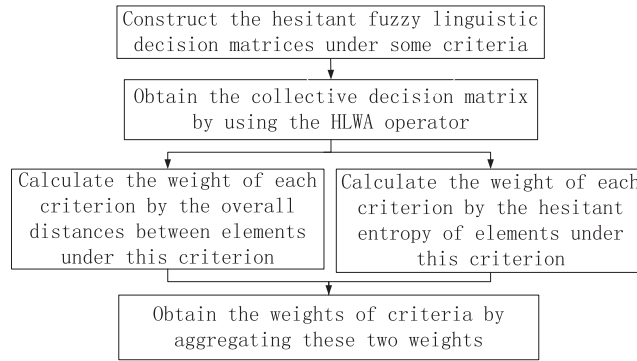 Construct the hesitant fuzzy linguistic
decision matrices under some criteria
Obtain the collective decision matrix
by using the HLWA operator
Calculate the weight of each
criterion by the overall
distances between elements
under this criterion
Calculate the weight of each
criterion by the hesitant
entropy of elements under
this criterion
Obtain the weights of criteria by
aggregating these two weights